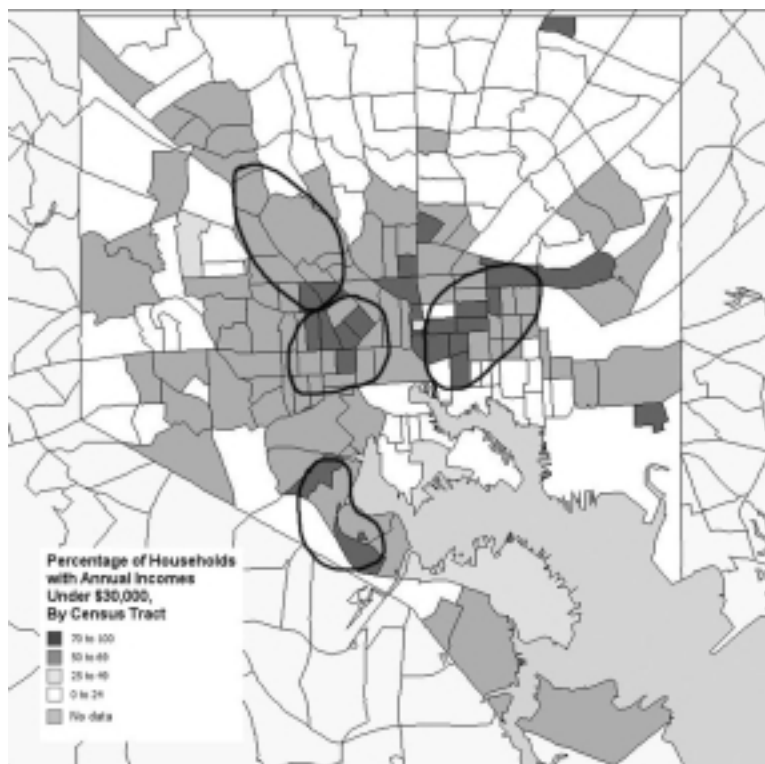 Percentage of Households
with Annual Incomes
Under $30,000,
By Census Tract
70 to 100
50 to 69
25 to 49
0 to 24
No data